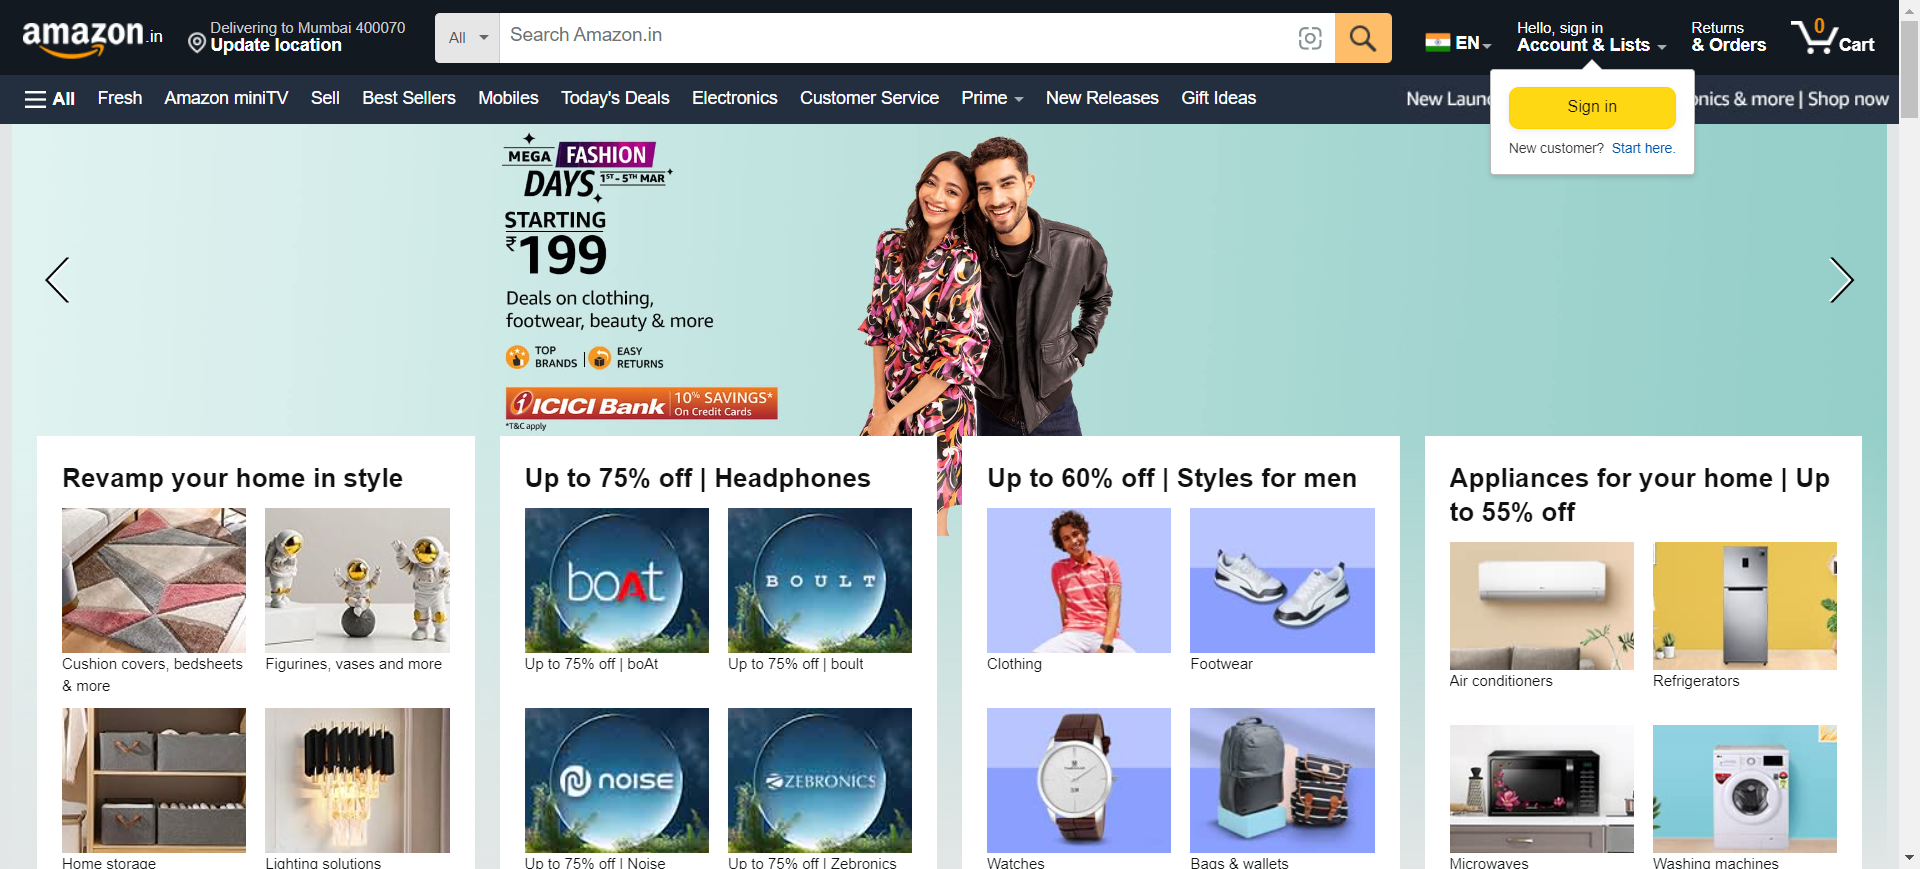 amazon.in
Delivering to Mumbai 400070
Update location
All
Search Amazon.in
EN
Hello, sign in
Account & Lists
Returns
& Orders
0
Cart
All
Fresh
Amazon miniTV
Sell
Best Sellers
Mobiles
Today's Deals
Electronics
Customer Service
Prime
New Releases
Gift Ideas
New Laun
onics & more | Shop now
Sign in
New customer? Start here.
MEGA FASHION
DAYS 1ST - 5TH MAR
STARTING
₹199
Deals on clothing,
footwear, beauty & more
TOP
BRANDS
EASY
RETURNS
ICICI Bank
10% SAVINGS*
On Credit Cards
*T&C apply
Revamp your home in style
Cushion covers, bedsheets
& more
Figurines, vases and more
Home storage
Lighting solutions
Up to 75% off | Headphones
boAt
BOULT
Up to 75% off | boAt
Up to 75% off | boult
noise
ZEBRONICS
Up to 75% off | Noise
Up to 75% off | Zebronics
Up to 60% off | Styles for men
Clothing
Footwear
Watches
Bags & wallets
Appliances for your home | Up
to 55% off
Air conditioners
Refrigerators
Microwaves
Washing machines